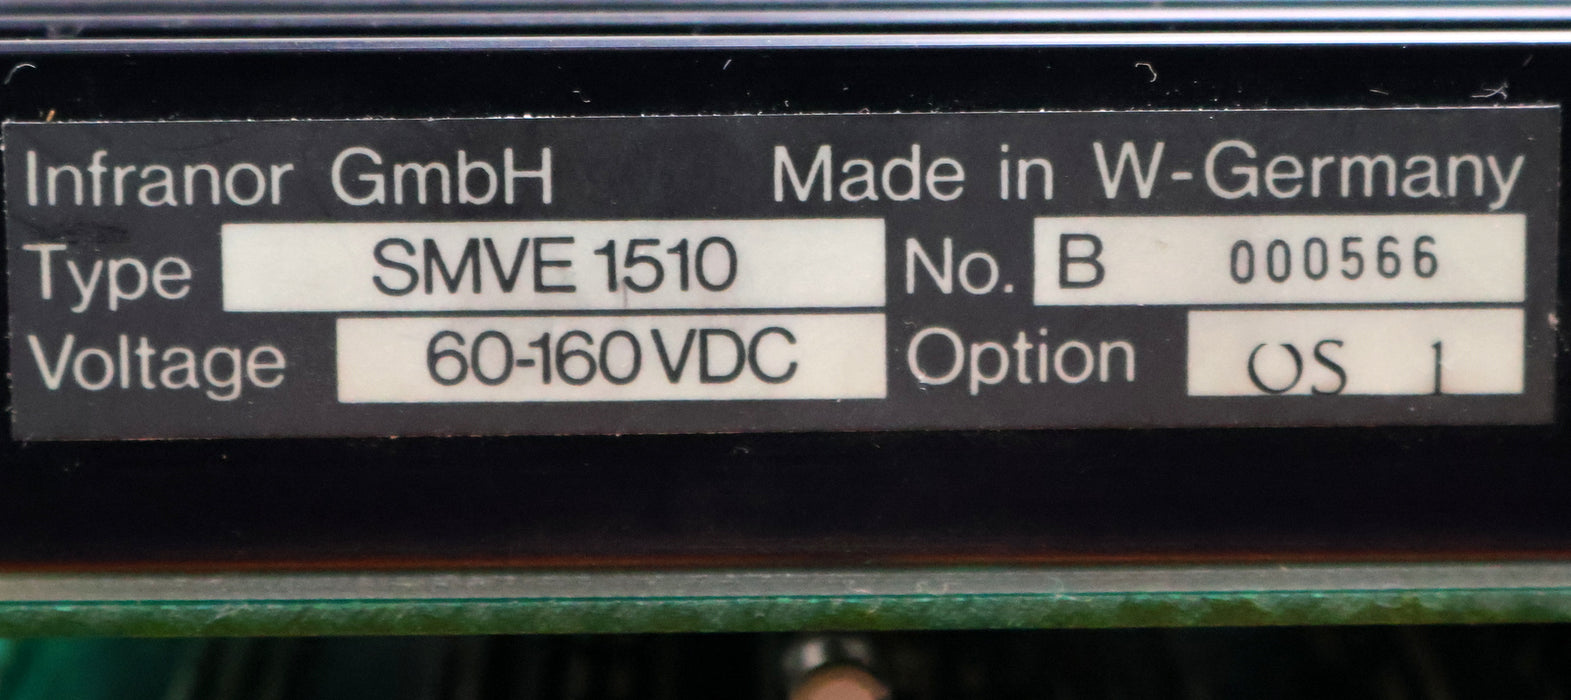 Infranor GmbH Made in W-Germany
Type SMVE 1510 No. B 000566
Voltage 60-160 VDC Option OS 1